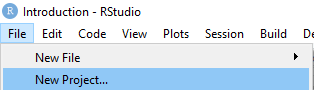 R Introduction - RStudio
File Edit Code View Plots Session Build
New File
New Project...